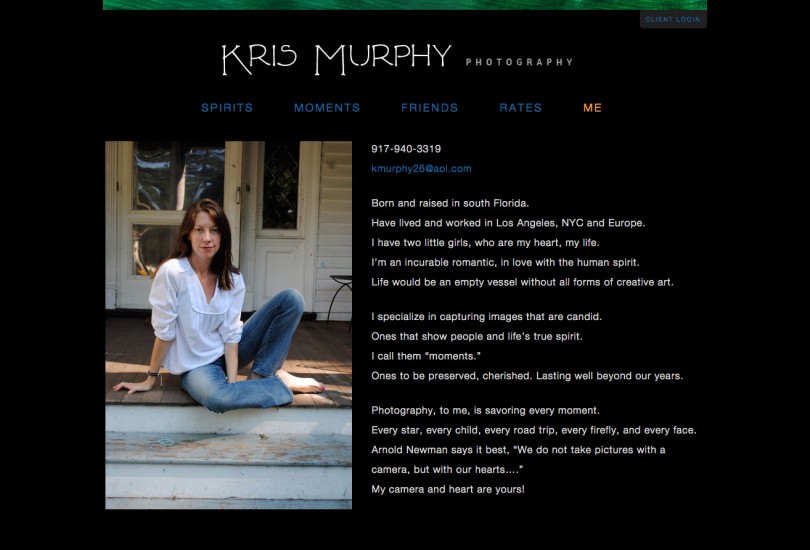 CLIENT LOGIN
KRIS MURPHY PHOTOGRAPHY
SPIRITS MOMENTS FRIENDS RATES ME
917-940-3319
kmurphy26@aol.com
Born and raised in south Florida.
Have lived and worked in Los Angeles, NYC and Europe.
I have two little girls, who are my heart, my life.
I'm an incurable romantic, in love with the human spirit.
Life would be an empty vessel without all forms of creative art.
I specialize in capturing images that are candid.
Ones that show people and life's true spirit.
I call them “moments.”
Ones to be preserved, cherished. Lasting well beyond our years.
Photography, to me, is savoring every moment.
Every star, every child, every road trip, every firefly, and every face.
Arnold Newman says it best, “We do not take pictures with a
camera, but with our hearts....”
My camera and heart are yours!